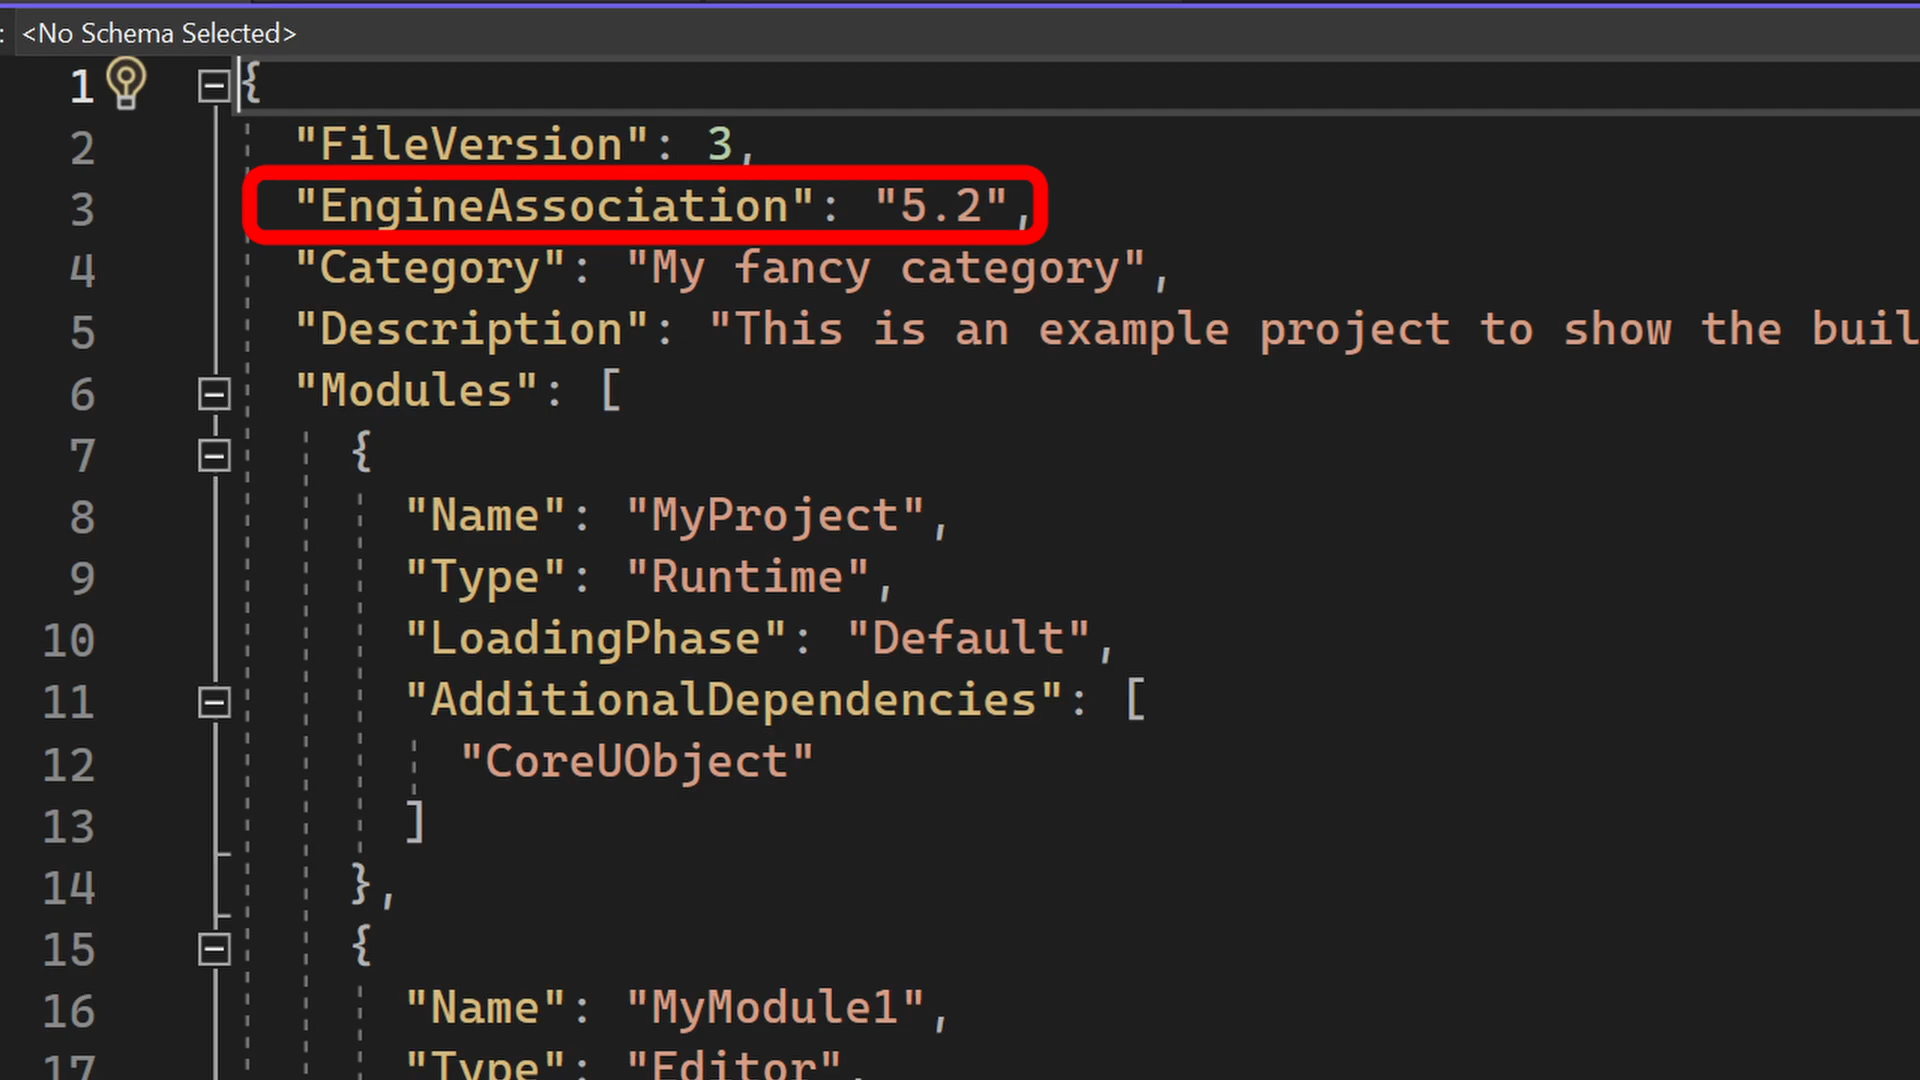 : <No Schema Selected>
1 {
2 "FileVersion": 3,
3 "EngineAssociation": "5.2",
4 "Category": "My fancy category",
5 "Description": "This is an example project to show the buil
6 "Modules": [
7 {
8 "Name": "MyProject",
9 "Type": "Runtime",
10 "LoadingPhase": "Default",
11 "AdditionalDependencies": [
12 "CoreUObject"
13 ]
14 },
15 {
16 "Name": "MyModule1",
17 "Type": "Editor",